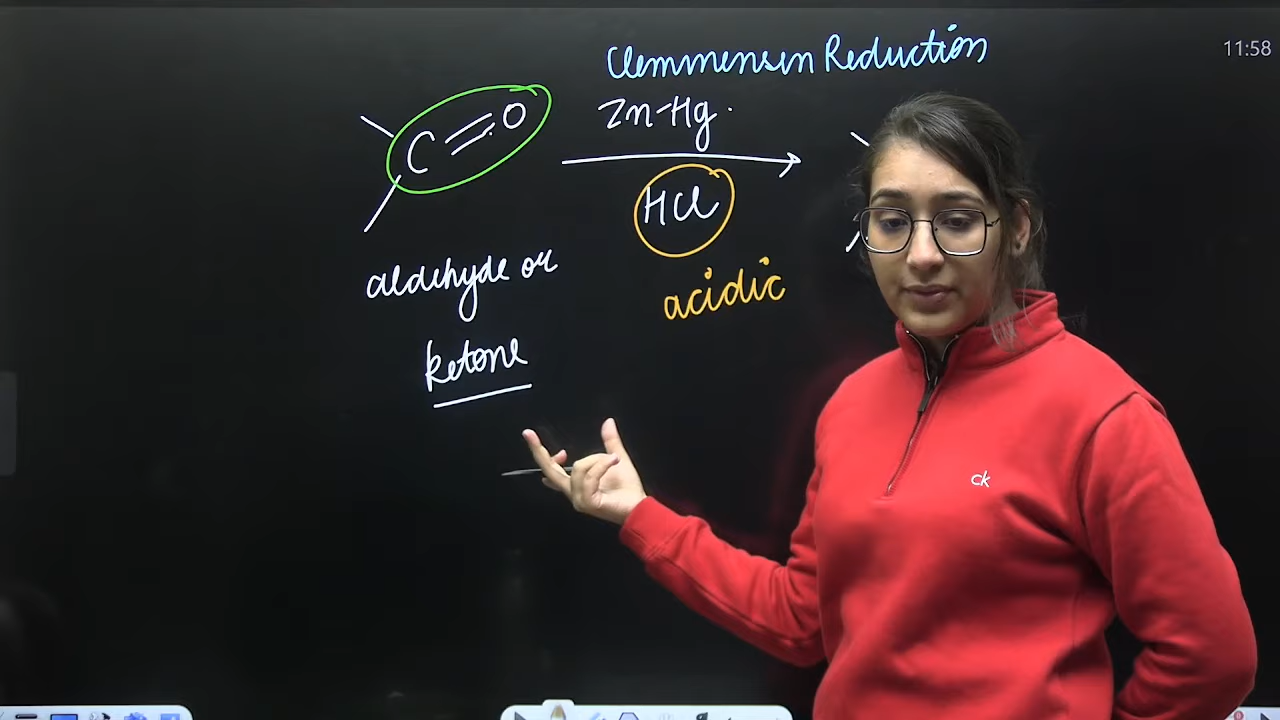 Clemmensen Reduction
11:58
C=O
Zn-Hg.
HCl
aldehyde or
acidic
ketone
ck